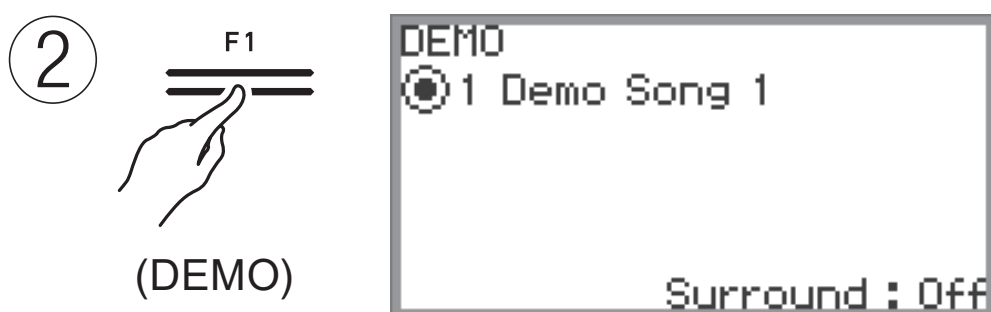 2
F1
(DEMO)
DEMO
1 Demo Song 1
Surround : Off